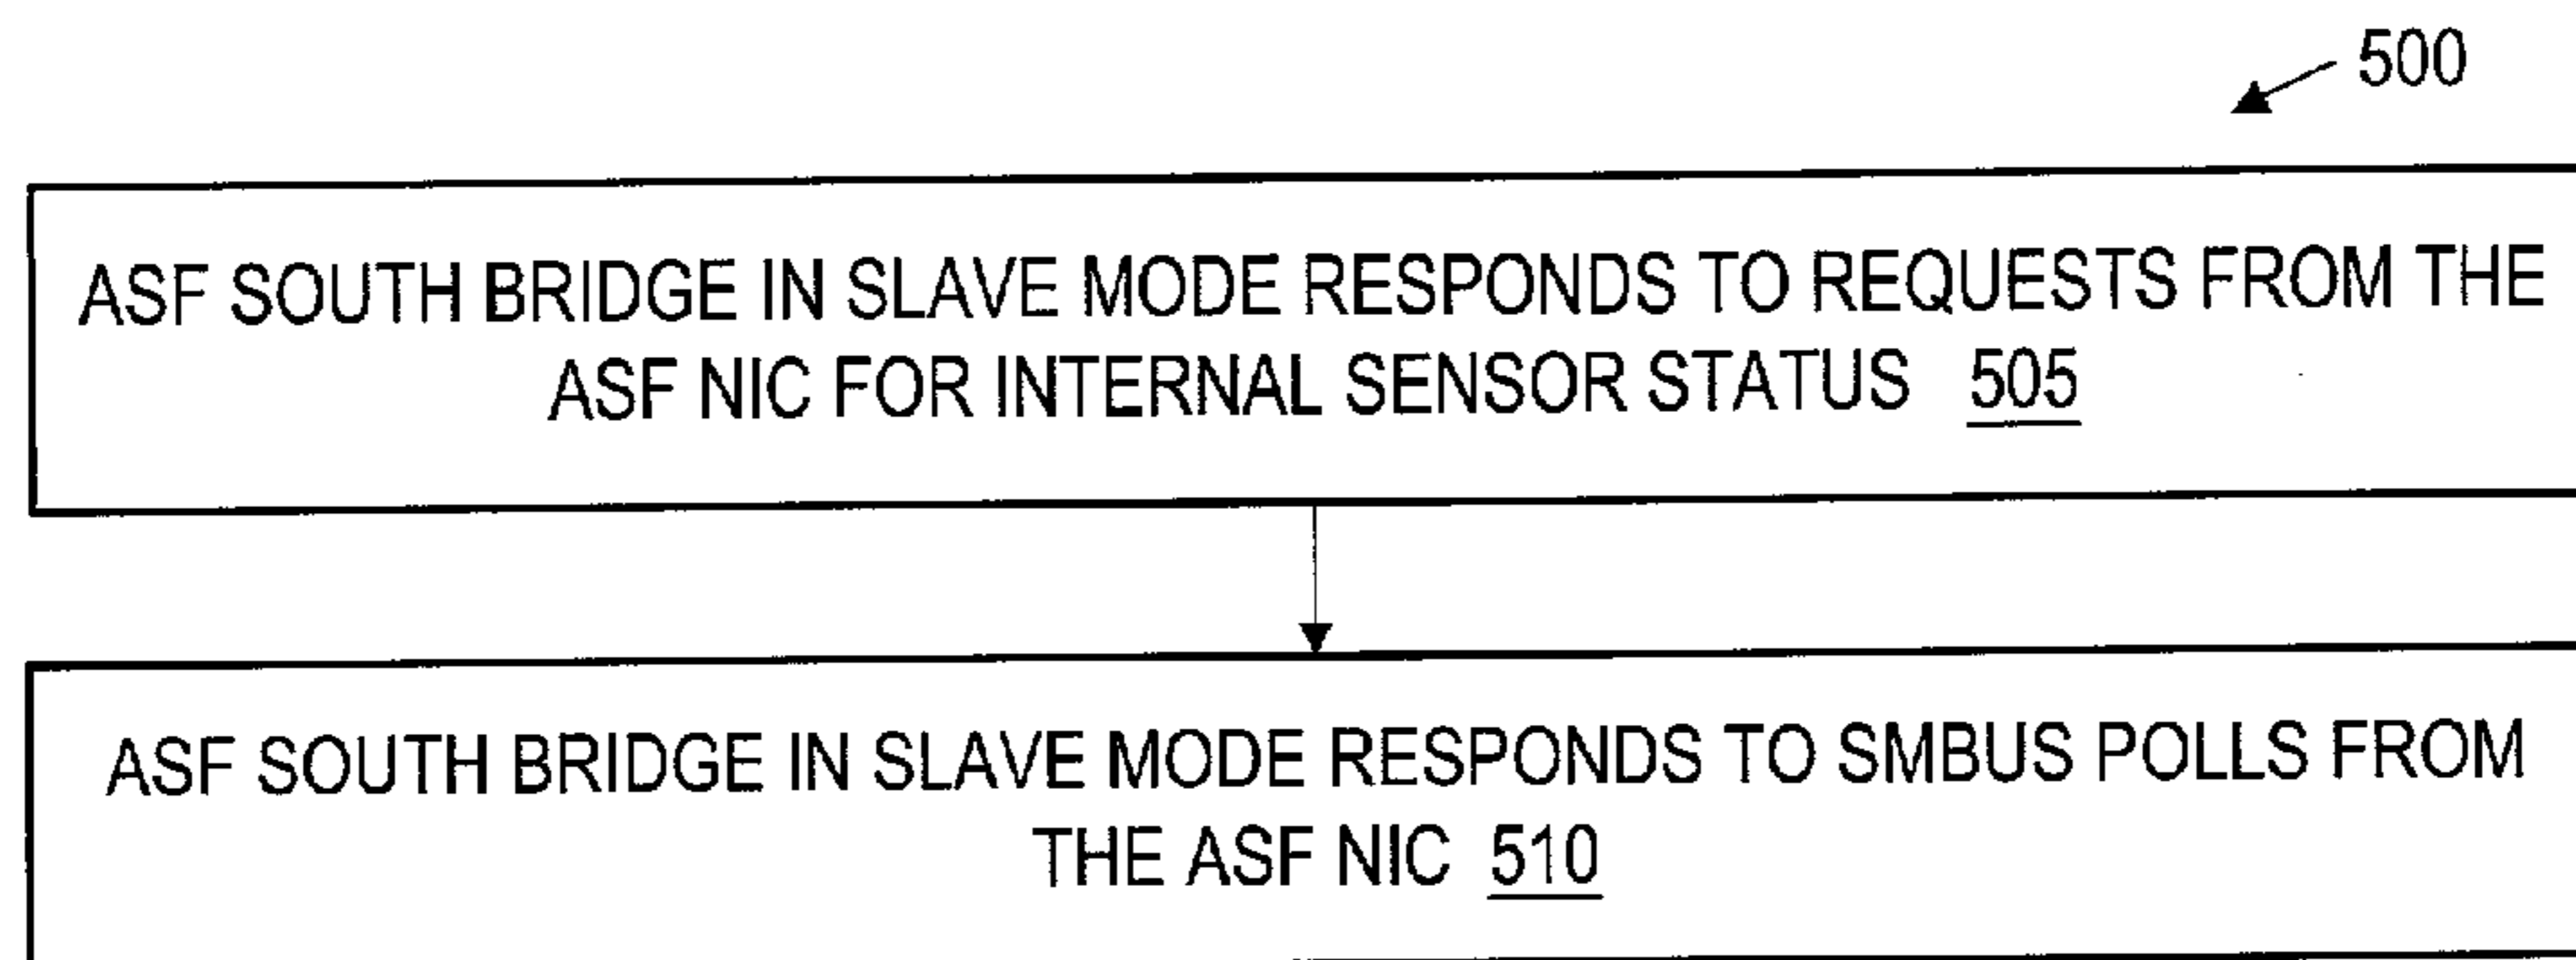 500
ASF SOUTH BRIDGE IN SLAVE MODE RESPONDS TO REQUESTS FROM THE
ASF NIC FOR INTERNAL SENSOR STATUS 505
ASF SOUTH BRIDGE IN SLAVE MODE RESPONDS TO SMBUS POLLS FROM
THE ASF NIC 510